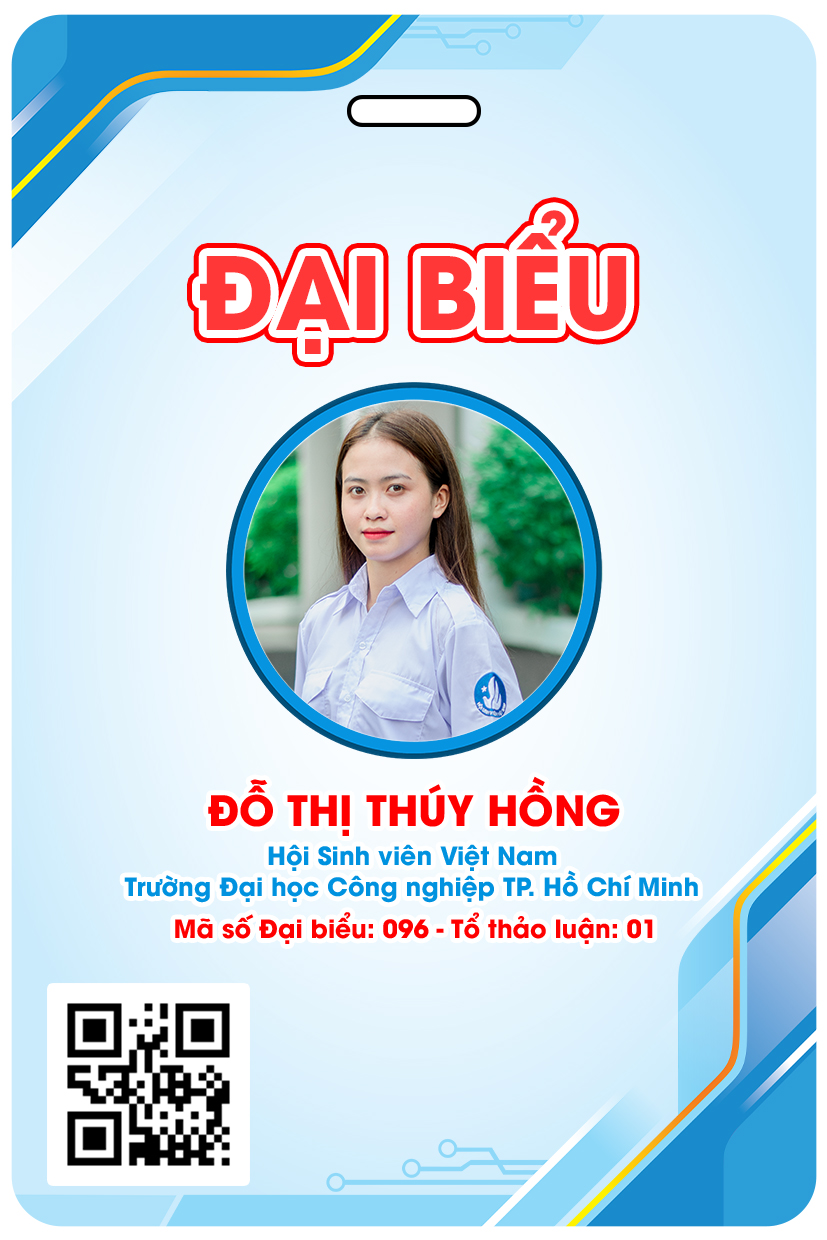 ĐẠI BIỂU
ĐỖ THỊ THÚY HỒNG
Hội Sinh viên Việt Nam
Trường Đại học Công nghiệp TP. Hồ Chí Minh
Mã số Đại biểu: 096 - Tổ thảo luận: 01